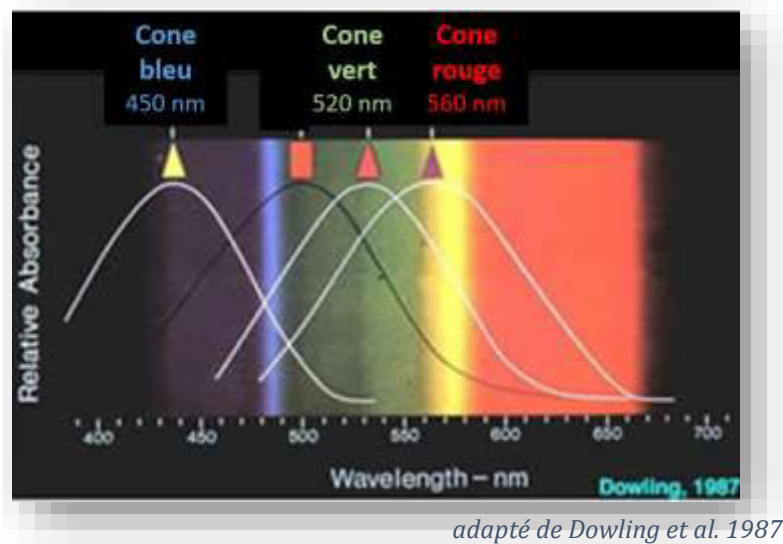 Cone bleu 450 nm
Cone vert 520 nm
Cone rouge 560 nm
Relative Absorbance
400 450 500 550 600 650 700
Wavelength – nm
Dowling, 1987
adapté de Dowling et al. 1987